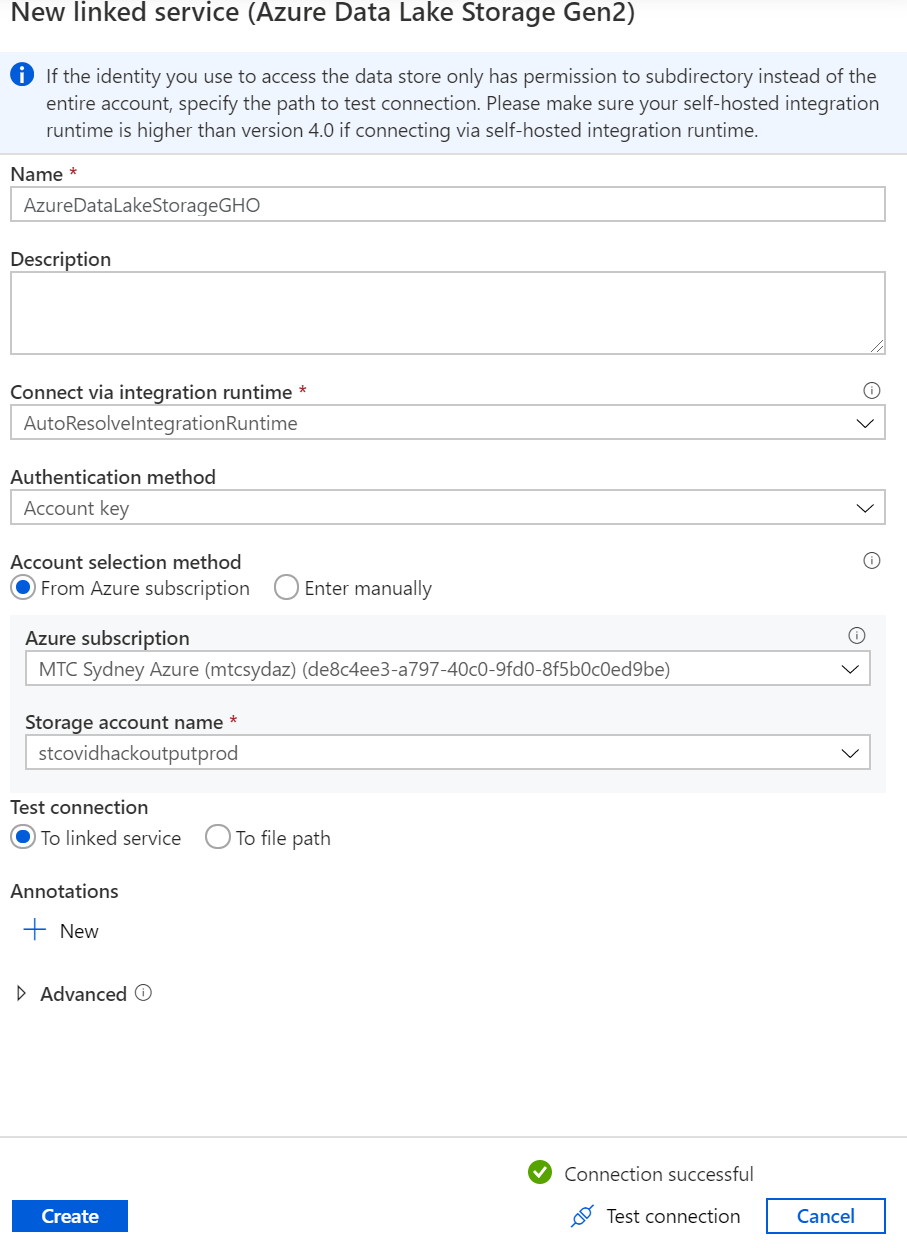 New linked service (Azure Data Lake Storage Gen2)
If the identity you use to access the data store only has permission to subdirectory instead of the
entire account, specify the path to test connection. Please make sure your self-hosted integration
runtime is higher than version 4.0 if connecting via self-hosted integration runtime.
Name *
AzureDataLakeStorageGHO
Description
Connect via integration runtime *
AutoResolveIntegrationRuntime
Authentication method
Account key
Account selection method
From Azure subscription Enter manually
Azure subscription
MTC Sydney Azure (mtcsydaz) (de8c4ee3-a797-40c0-9fd0-8f5b0c0ed9be)
Storage account name *
stcovidhackoutputprod
Test connection
To linked service To file path
Annotations
New
Advanced
Connection successful
Create Test connection Cancel